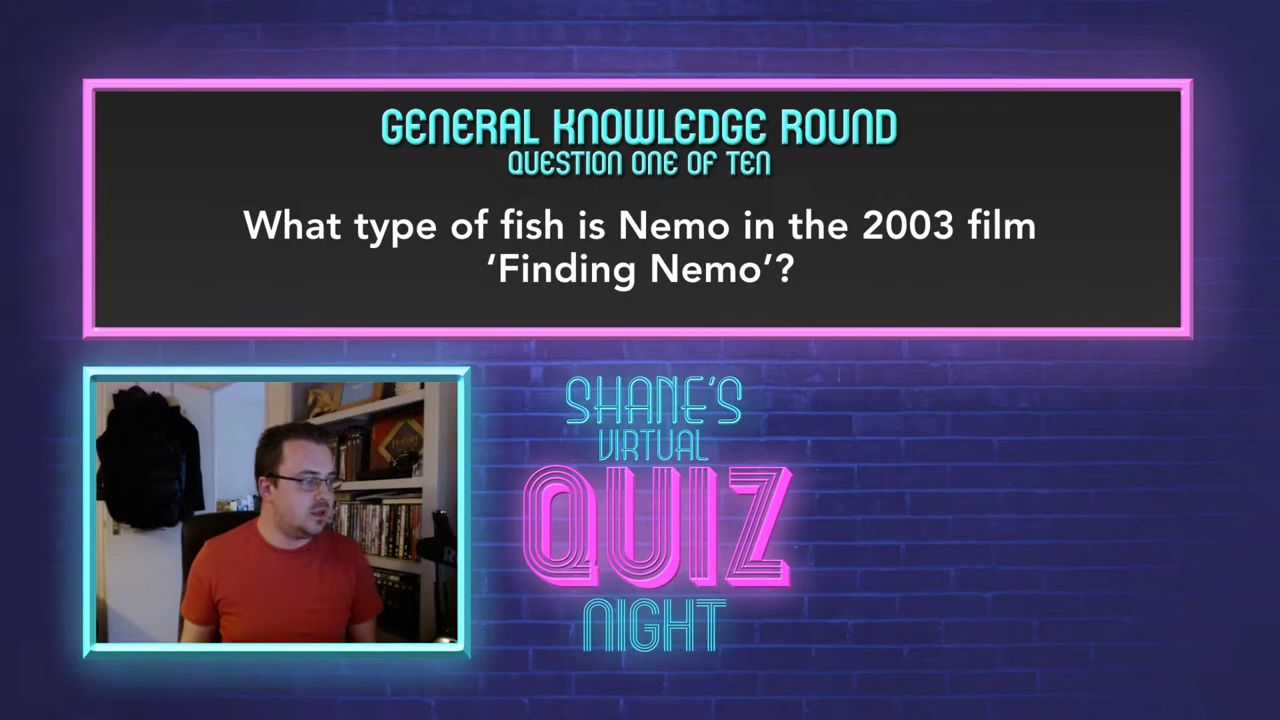 GENERAL KNOWLEDGE ROUND
QUESTION ONE OF TEN
What type of fish is Nemo in the 2003 film
‘Finding Nemo’?
SHANE'S
VIRTUAL
QUIZ
NIGHT